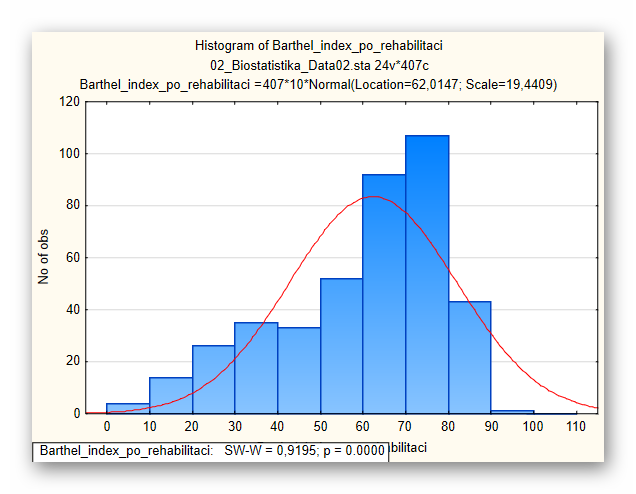 Histogram of Barthel_index_po_rehabilitaci
02_Biostatistika_Data02.sta 24v*407c
Barthel_index_po_rehabilitaci =407*10*Normal(Location=62,0147; Scale=19,4409)
120
100
80
60
40
20
0
No of obs
0 10 20 30 40 50 60 70 80 90 100 110
Barthel_index_po_rehabilitaci: SW-W = 0,9195; p = 0.0000
abilitaci